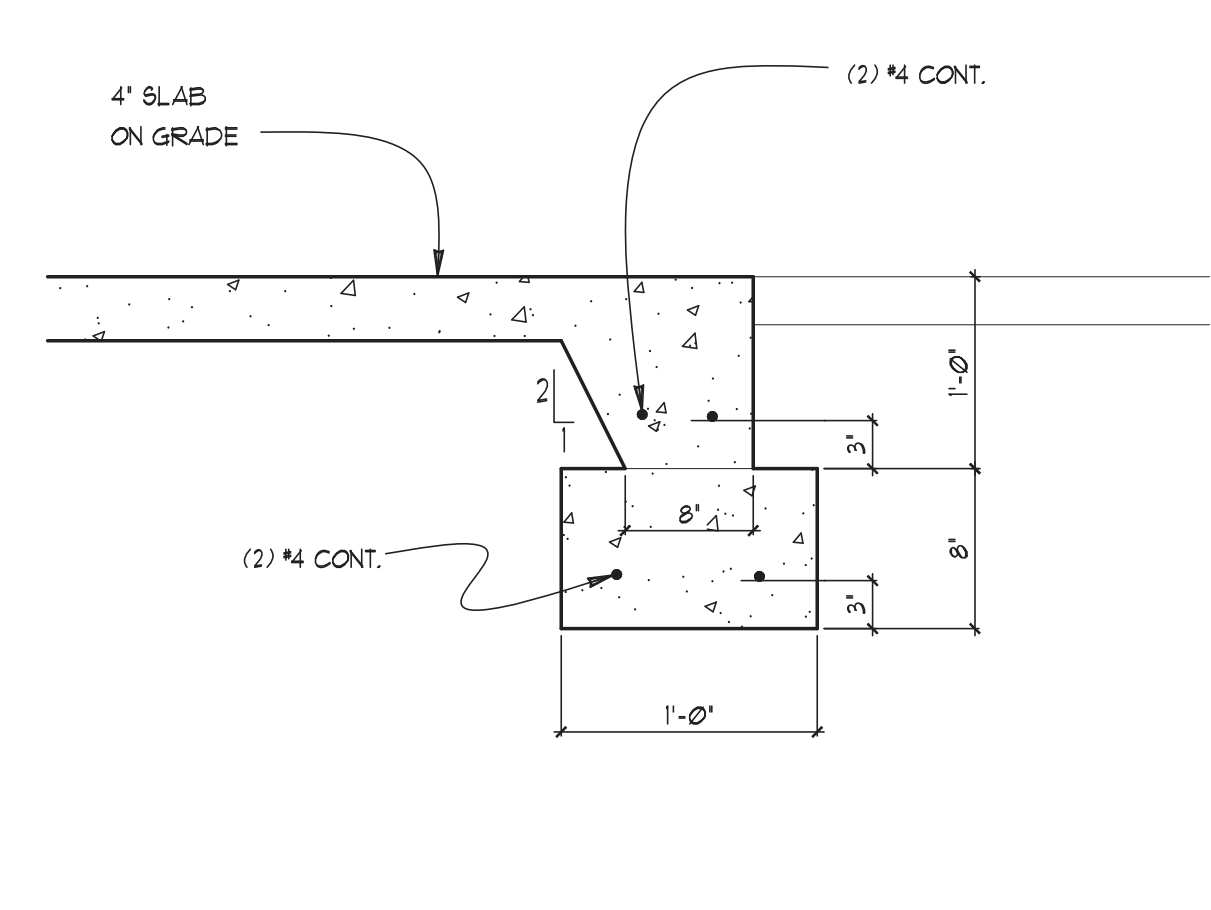 (2) #4 CONT.
4" SLAB
ON GRADE
1'-0"
2
1
3"
8"
8"
(2) #4 CONT.
3"
1'-0"